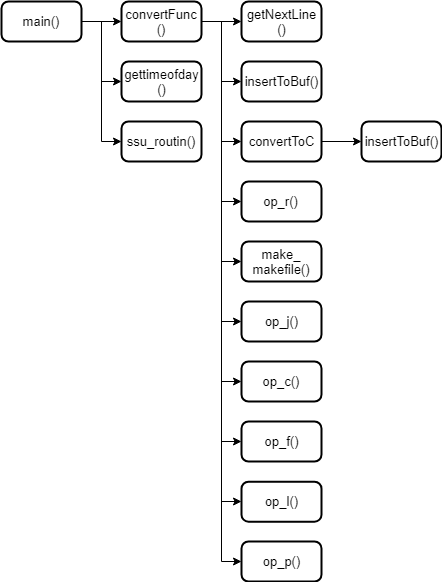 main()
convertFunc
()
getNextLine
()
gettimeofday
()
insertToBuf()
ssu_routin()
convertToC
insertToBuf()
op_r()
make_
makefile()
op_j()
op_c()
op_f()
op_l()
op_p()